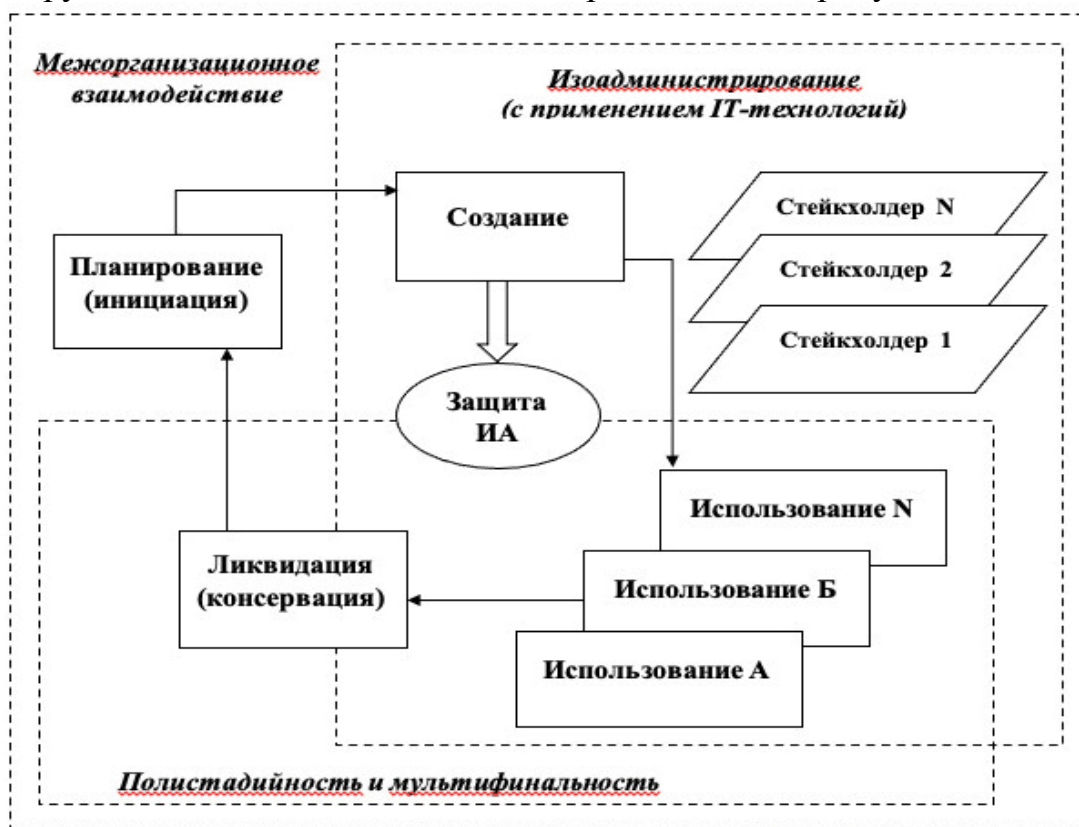 Межорганизационное
взаимодействие
Изоадминистрирование
(с применением IT-технологий)
Создание
Стейкхолдер N
Стейкхолдер 2
Стейкхолдер 1
Планирование
(инициация)
Защита
ИА
Использование N
Использование Б
Использование А
Ликвидация
(консервация)
Полистадийность и мультифинальность